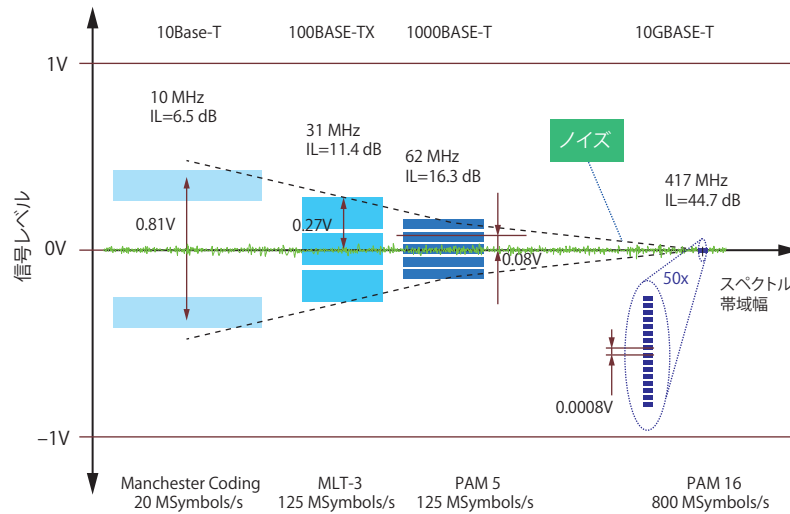 10Base-T
100BASE-TX
1000BASE-T
10GBASE-T
1V
10 MHz
IL=6.5 dB
31 MHz
IL=11.4 dB
62 MHz
IL=16.3 dB
ノイズ
417 MHz
IL=44.7 dB
信号レベル
0.81V
0.27V
0V
0.08V
50x
スペクトル
帯域幅
0.0008V
−1V
Manchester Coding
20 MSymbols/s
MLT-3
125 MSymbols/s
PAM 5
125 MSymbols/s
PAM 16
800 MSymbols/s